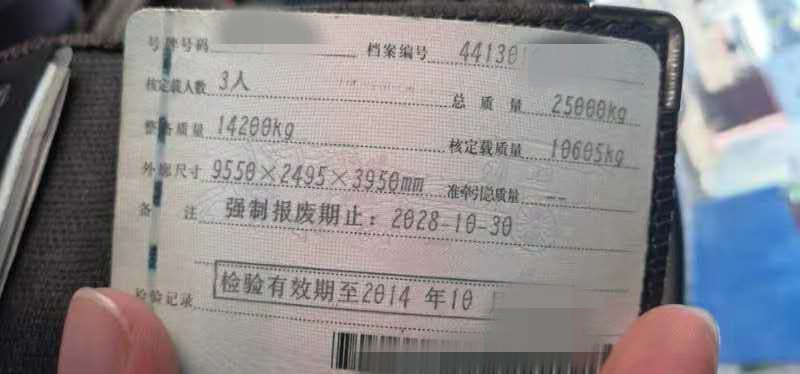 号牌号码 档案编号 44130
核定载人数 3人 总质量 25000kg
整备质量 14200kg 核定载质量 10605kg
外廓尺寸 9550×2495×3950mm 准牵引总质量 --
备注 强制报废期止：2028-10-30
检验记录 检验有效期至2014 年10